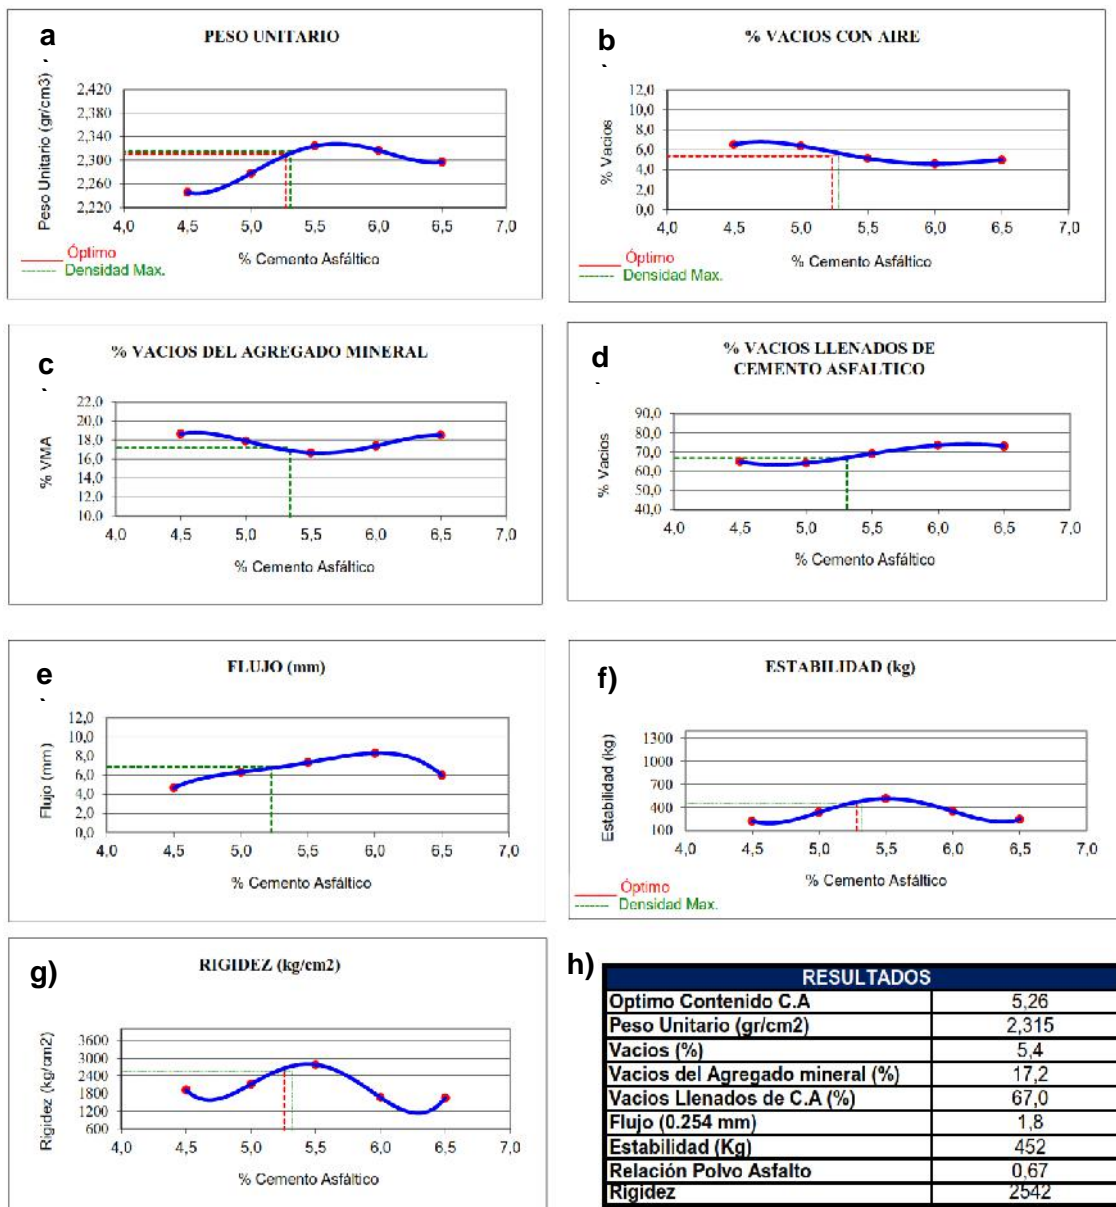 a
PESO UNITARIO
Peso Unitario (gr/cm3)
2,420
2,380
2,340
2,300
2,260
2,220
4,0 4,5 5,0 5,5 6,0 6,5 7,0
Óptimo
Densidad Max.
% Cemento Asfáltico
b
% VACIOS CON AIRE
% Vacios
12,0
10,0
8,0
6,0
4,0
2,0
0,0
4,0 4,5 5,0 5,5 6,0 6,5 7,0
% Cemento Asfáltico
Óptimo
Densidad Max.
c
% VACIOS DEL AGREGADO MINERAL
% VMA
22,0
20,0
18,0
16,0
14,0
12,0
10,0
4,0 4,5 5,0 5,5 6,0 6,5 7,0
% Cemento Asfáltico
d
% VACIOS LLENADOS DE
CEMENTO ASFALTICO
% Vacios
90,0
80,0
70,0
60,0
50,0
40,0
4,0 4,5 5,0 5,5 6,0 6,5 7,0
% Cemento Asfáltico
e
FLUJO (mm)
Flujo (mm)
12,0
10,0
8,0
6,0
4,0
2,0
0,0
4,0 4,5 5,0 5,5 6,0 6,5 7,0
% Cemento Asfáltico
f)
ESTABILIDAD (kg)
Estabilidad (kg)
1300
1000
700
400
100
4,0 4,5 5,0 5,5 6,0 6,5 7,0
% Cemento Asfáltico
Óptimo
Densidad Max.
g)
RIGIDEZ (kg/cm2)
Rigidez (kg/cm2)
3600
3000
2400
1800
1200
600
4,0 4,5 5,0 5,5 6,0 6,5 7,0
% Cemento Asfáltico
h)
RESULTADOS
Optimo Contenido C.A 5,26
Peso Unitario (gr/cm2) 2,315
Vacios (%) 5,4
Vacios del Agregado mineral (%) 17,2
Vacios Llenados de C.A (%) 67,0
Flujo (0.254 mm) 1,8
Estabilidad (Kg) 452
Relación Polvo Asfalto 0,67
Rigidez 2542